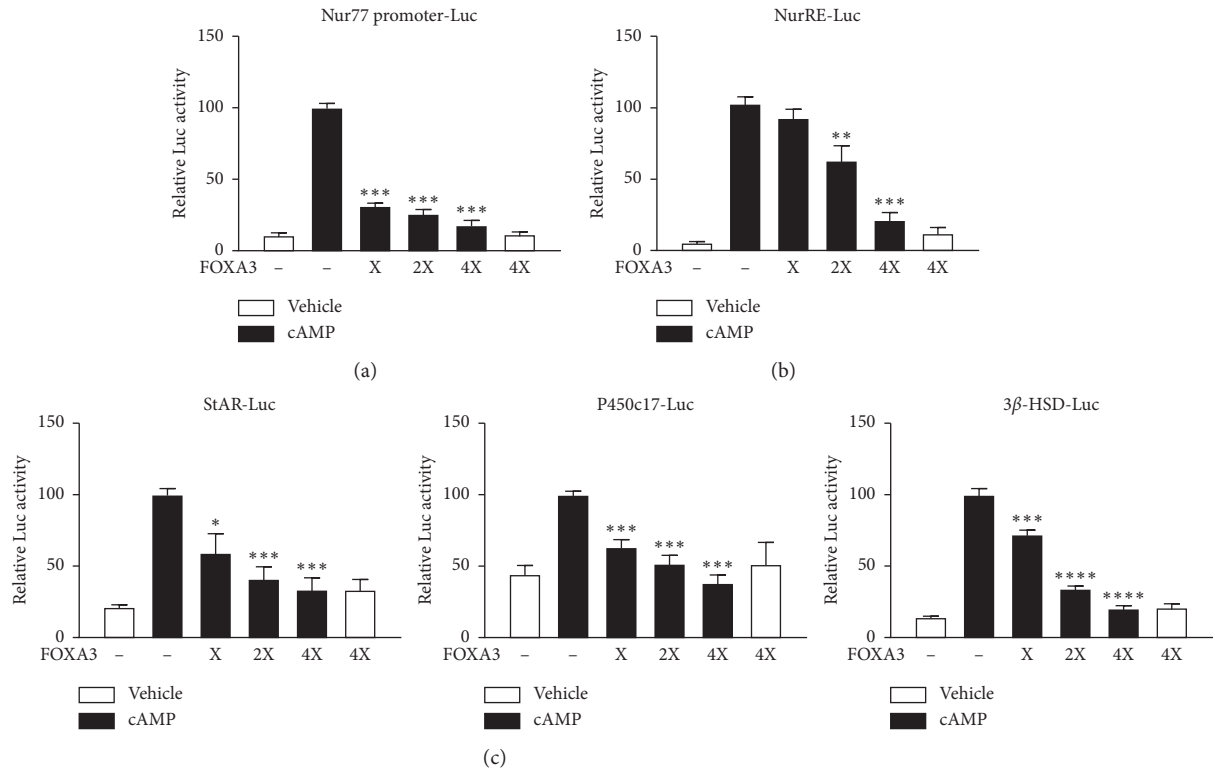 Nur77 promoter-Luc
150
100
50
0
Relative Luc activity
*** *** ***
FOXA3 – – X 2X 4X 4X
Vehicle
cAMP
(a)
NurRE-Luc
150
100
50
0
Relative Luc activity
**
***
FOXA3 – – X 2X 4X 4X
Vehicle
cAMP
(b)
StAR-Luc
150
100
50
0
Relative Luc activity
*
*** ***
FOXA3 – – X 2X 4X 4X
Vehicle
cAMP
P450c17-Luc
150
100
50
0
Relative Luc activity
*** *** ***
FOXA3 – – X 2X 4X 4X
Vehicle
cAMP
3β-HSD-Luc
150
100
50
0
Relative Luc activity
***
**** ****
FOXA3 – – X 2X 4X 4X
Vehicle
cAMP
(c)